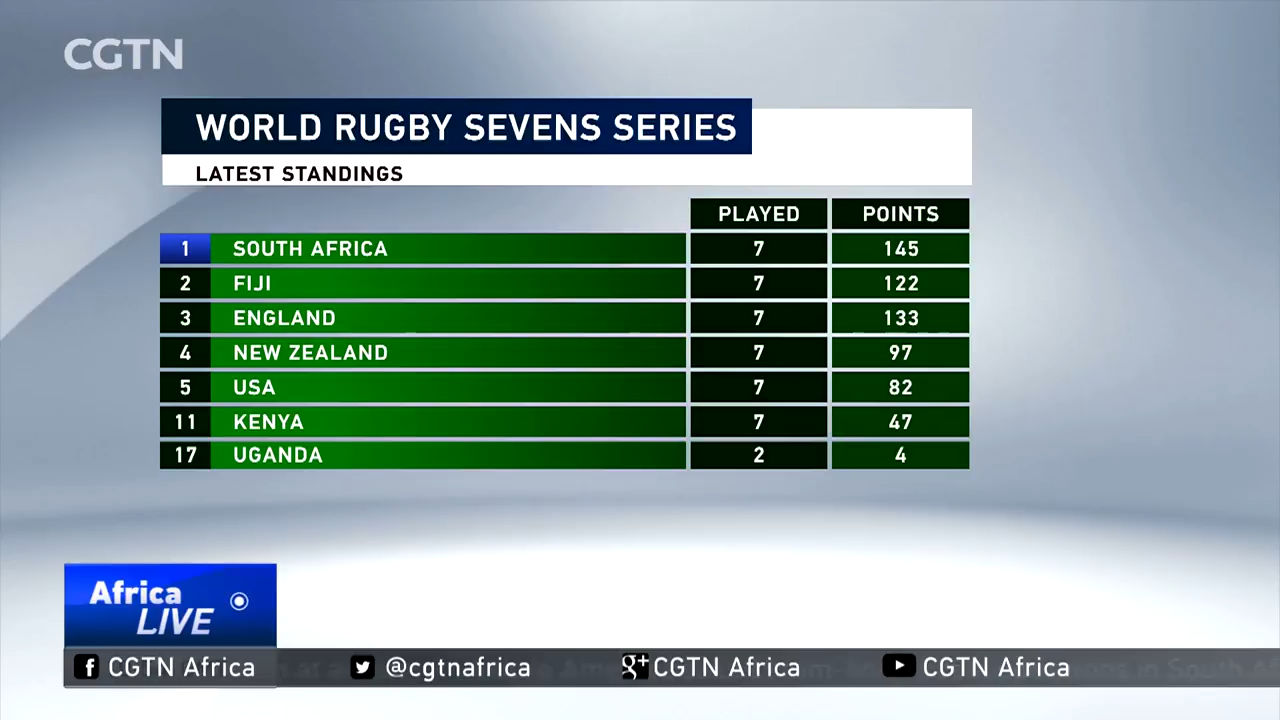 CGTN
WORLD RUGBY SEVENS SERIES
LATEST STANDINGS
PLAYED POINTS
1 SOUTH AFRICA 7 145
2 FIJI 7 122
3 ENGLAND 7 133
4 NEW ZEALAND 7 97
5 USA 7 82
11 KENYA 7 47
17 UGANDA 2 4
Africa
LIVE
f CGTN Africa @cgtnafrica g+ CGTN Africa CGTN Africa